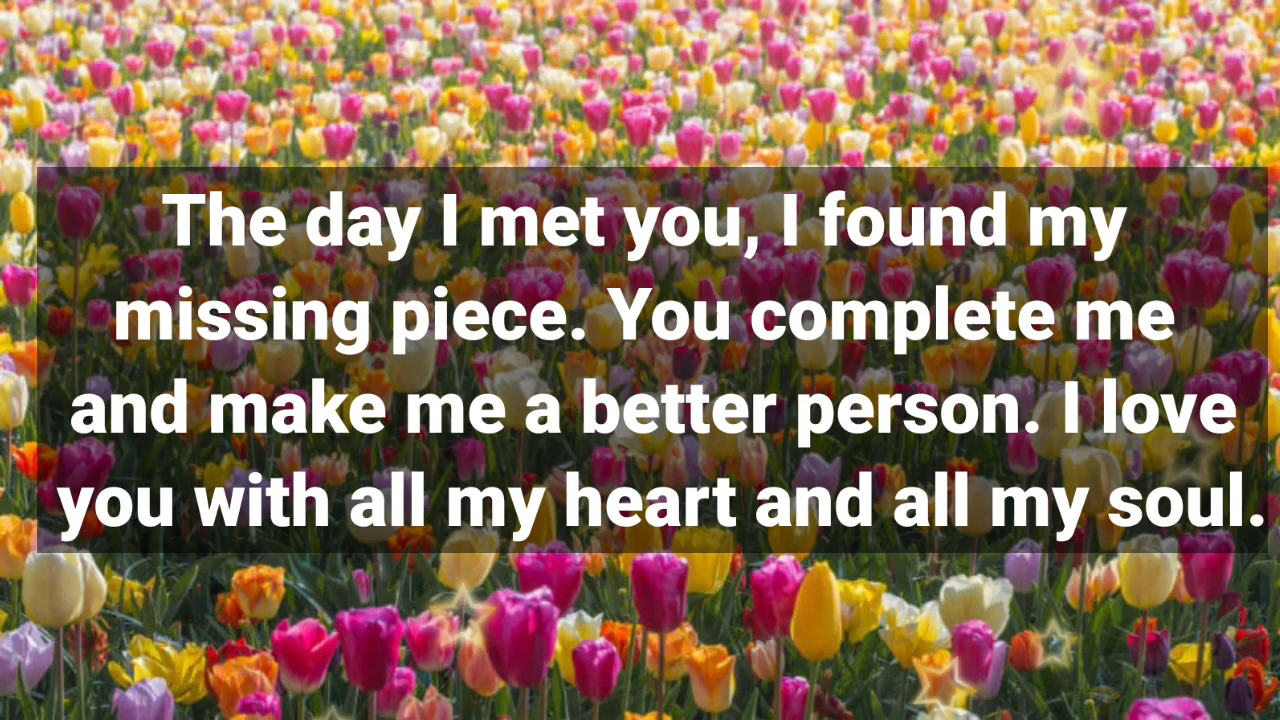 The day I met you, I found my
missing piece. You complete me
and make me a better person. I love
you with all my heart and all my soul.